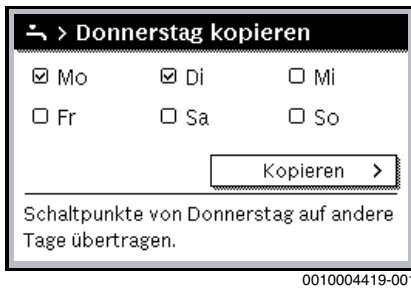 > Donnerstag kopieren
Mo Di Mi
Fr Sa So
Kopieren >
Schaltpunkte von Donnerstag auf andere
Tage übertragen.
0010004419-001